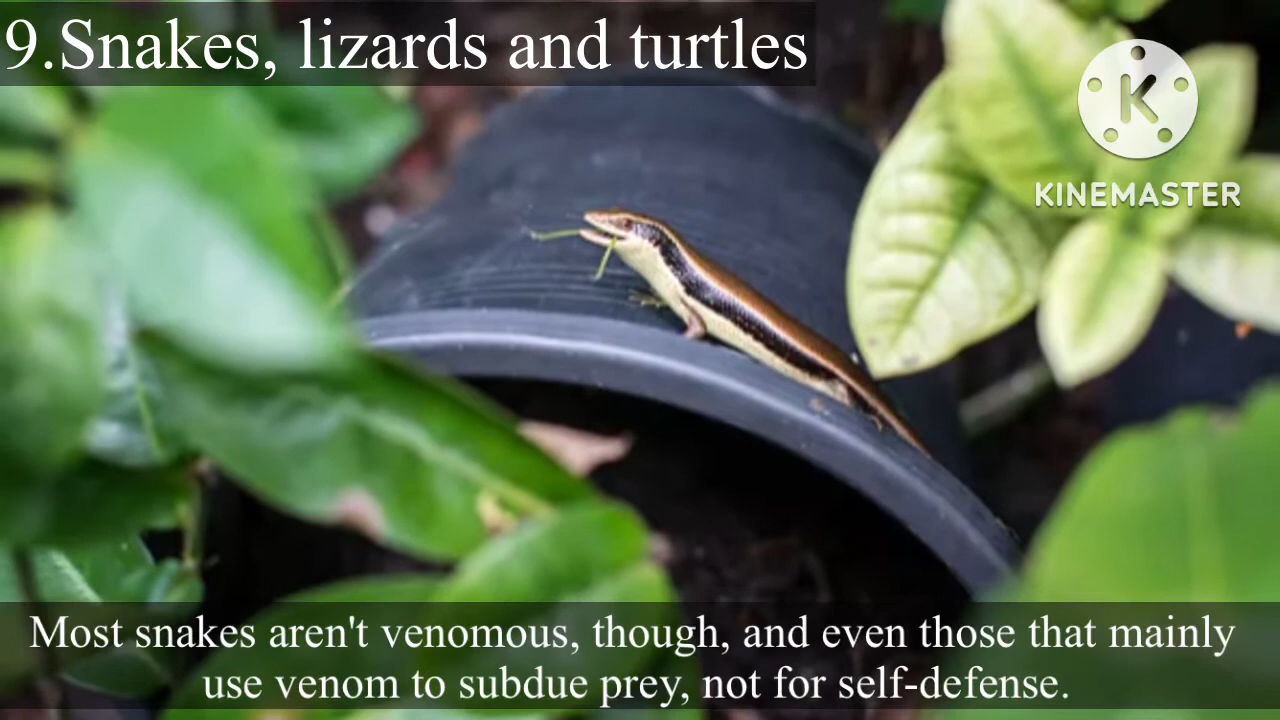 9.Snakes, lizards and turtles
K
KINEMASTER
Most snakes aren't venomous, though, and even those that mainly
use venom to subdue prey, not for self-defense.